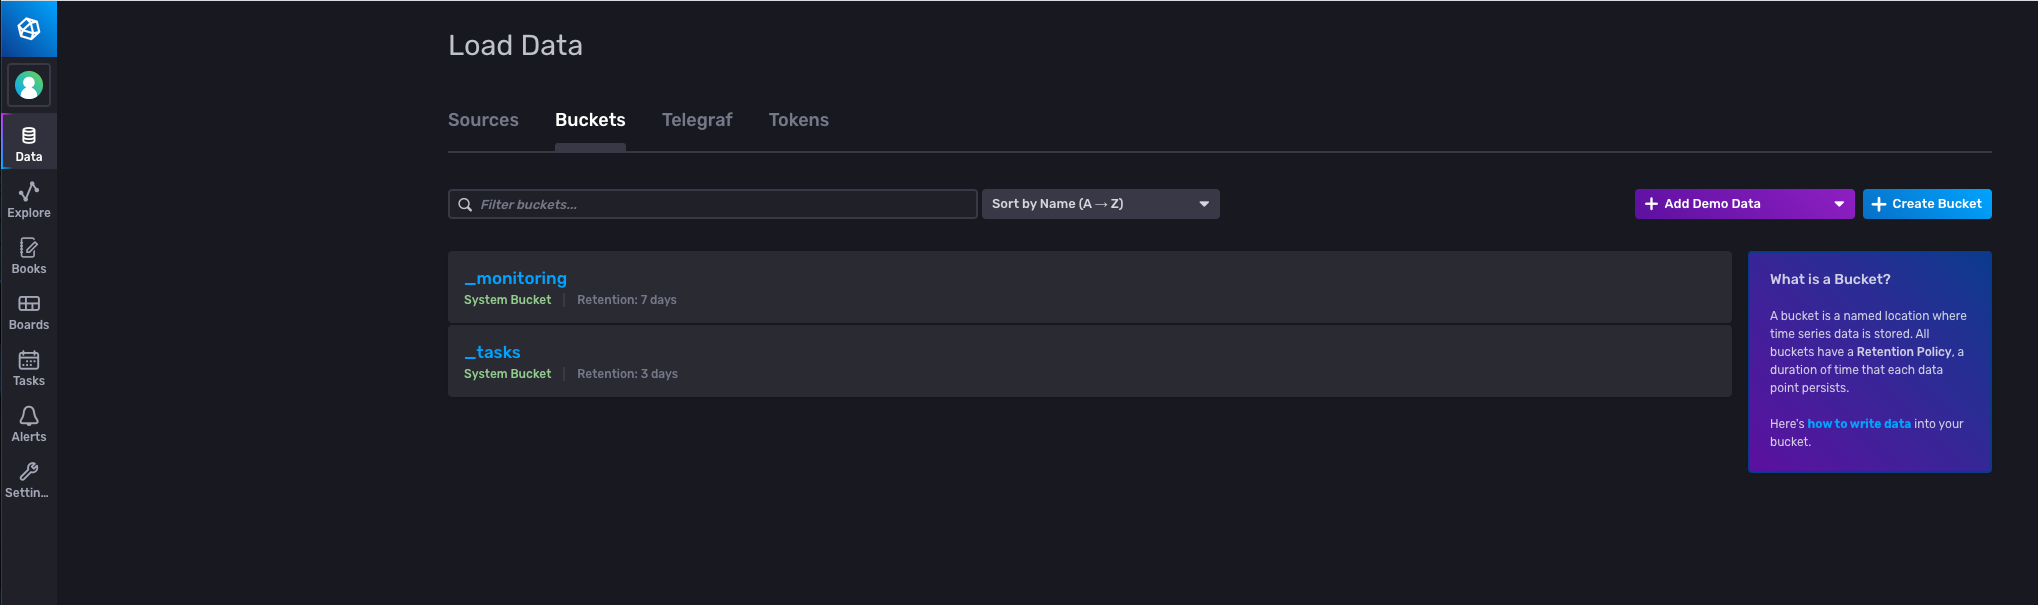 Load Data
Sources
Buckets
Telegraf
Tokens
Data
Explore
Books
Boards
Tasks
Alerts
Settin...
Filter buckets...
Sort by Name (A → Z)
Add Demo Data
Create Bucket
_monitoring
System Bucket
Retention: 7 days
_tasks
System Bucket
Retention: 3 days
What is a Bucket?
A bucket is a named location where
time series data is stored. All
buckets have a Retention Policy, a
duration of time that each data
point persists.
Here's how to write data into your
bucket.